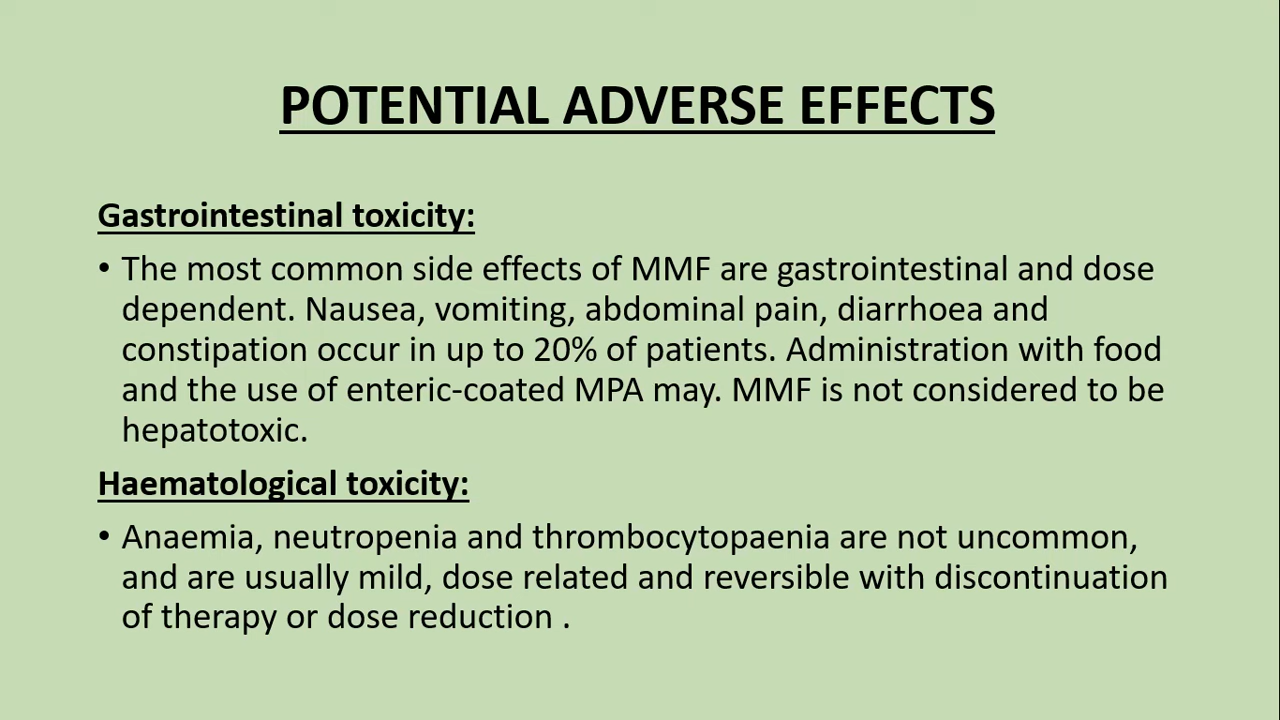 POTENTIAL ADVERSE EFFECTS
Gastrointestinal toxicity:
• The most common side effects of MMF are gastrointestinal and dose
dependent. Nausea, vomiting, abdominal pain, diarrhoea and
constipation occur in up to 20% of patients. Administration with food
and the use of enteric-coated MPA may. MMF is not considered to be
hepatotoxic.
Haematological toxicity:
• Anaemia, neutropenia and thrombocytopaenia are not uncommon,
and are usually mild, dose related and reversible with discontinuation
of therapy or dose reduction .